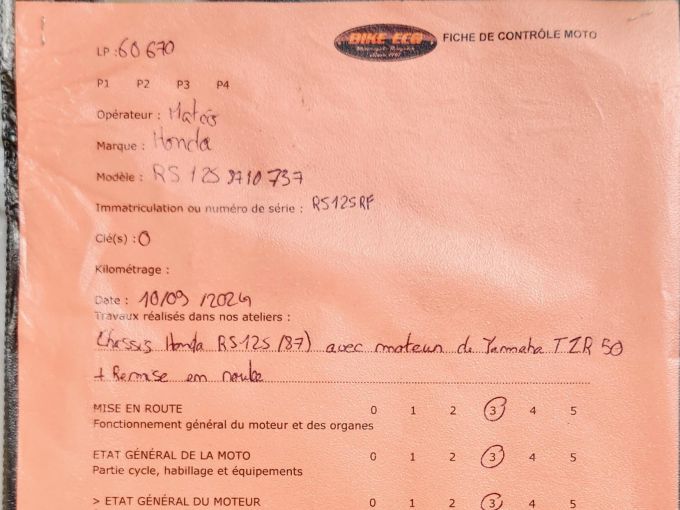 LP : 60 670
BIKE ECO
FICHE DE CONTRÔLE MOTO
P1 P2 P3 P4
Opérateur : Matéo
Marque : Honda
Modèle : RS 125 8710737
Immatriculation ou numéro de série : RS125RF
Clé(s) : 0
Kilométrage :
Date : 10/09/2024
Travaux réalisés dans nos ateliers :
Chassis Honda RS125 (87) avec moteur de Yamaha TZR 50
+ Remise en route
MISE EN ROUTE 0 1 2 3 4 5
Fonctionnement général du moteur et des organes
ETAT GÉNÉRAL DE LA MOTO 0 1 2 3 4 5
Partie cycle, habillage et équipements
> ETAT GÉNÉRAL DU MOTEUR 0 1 2 3 4 5